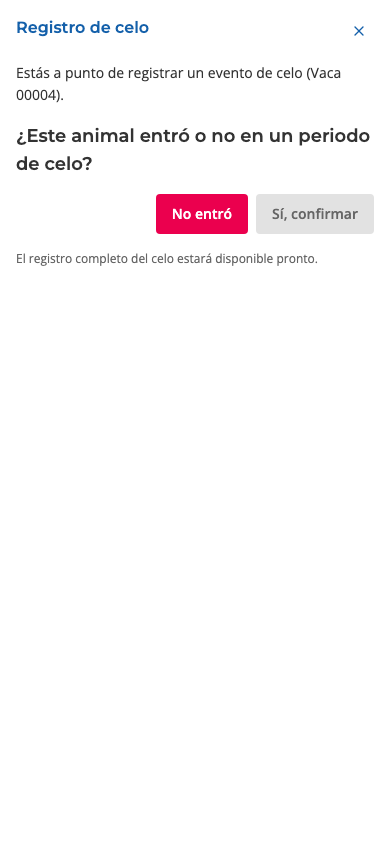 Registro de celo
Estás a punto de registrar un evento de celo (Vaca
00004).
¿Este animal entró o no en un periodo
de celo?
No entró
Sí, confirmar
El registro completo del celo estará disponible pronto.